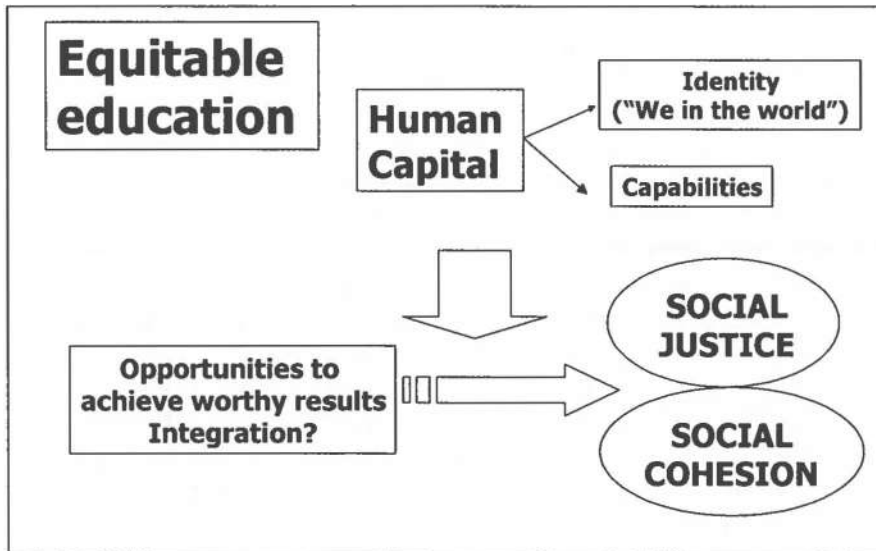 Equitable
education
Human
Capital
Identity
("We in the world")
Capabilities
Opportunities to
achieve worthy results
Integration?
SOCIAL
JUSTICE
SOCIAL
COHESION